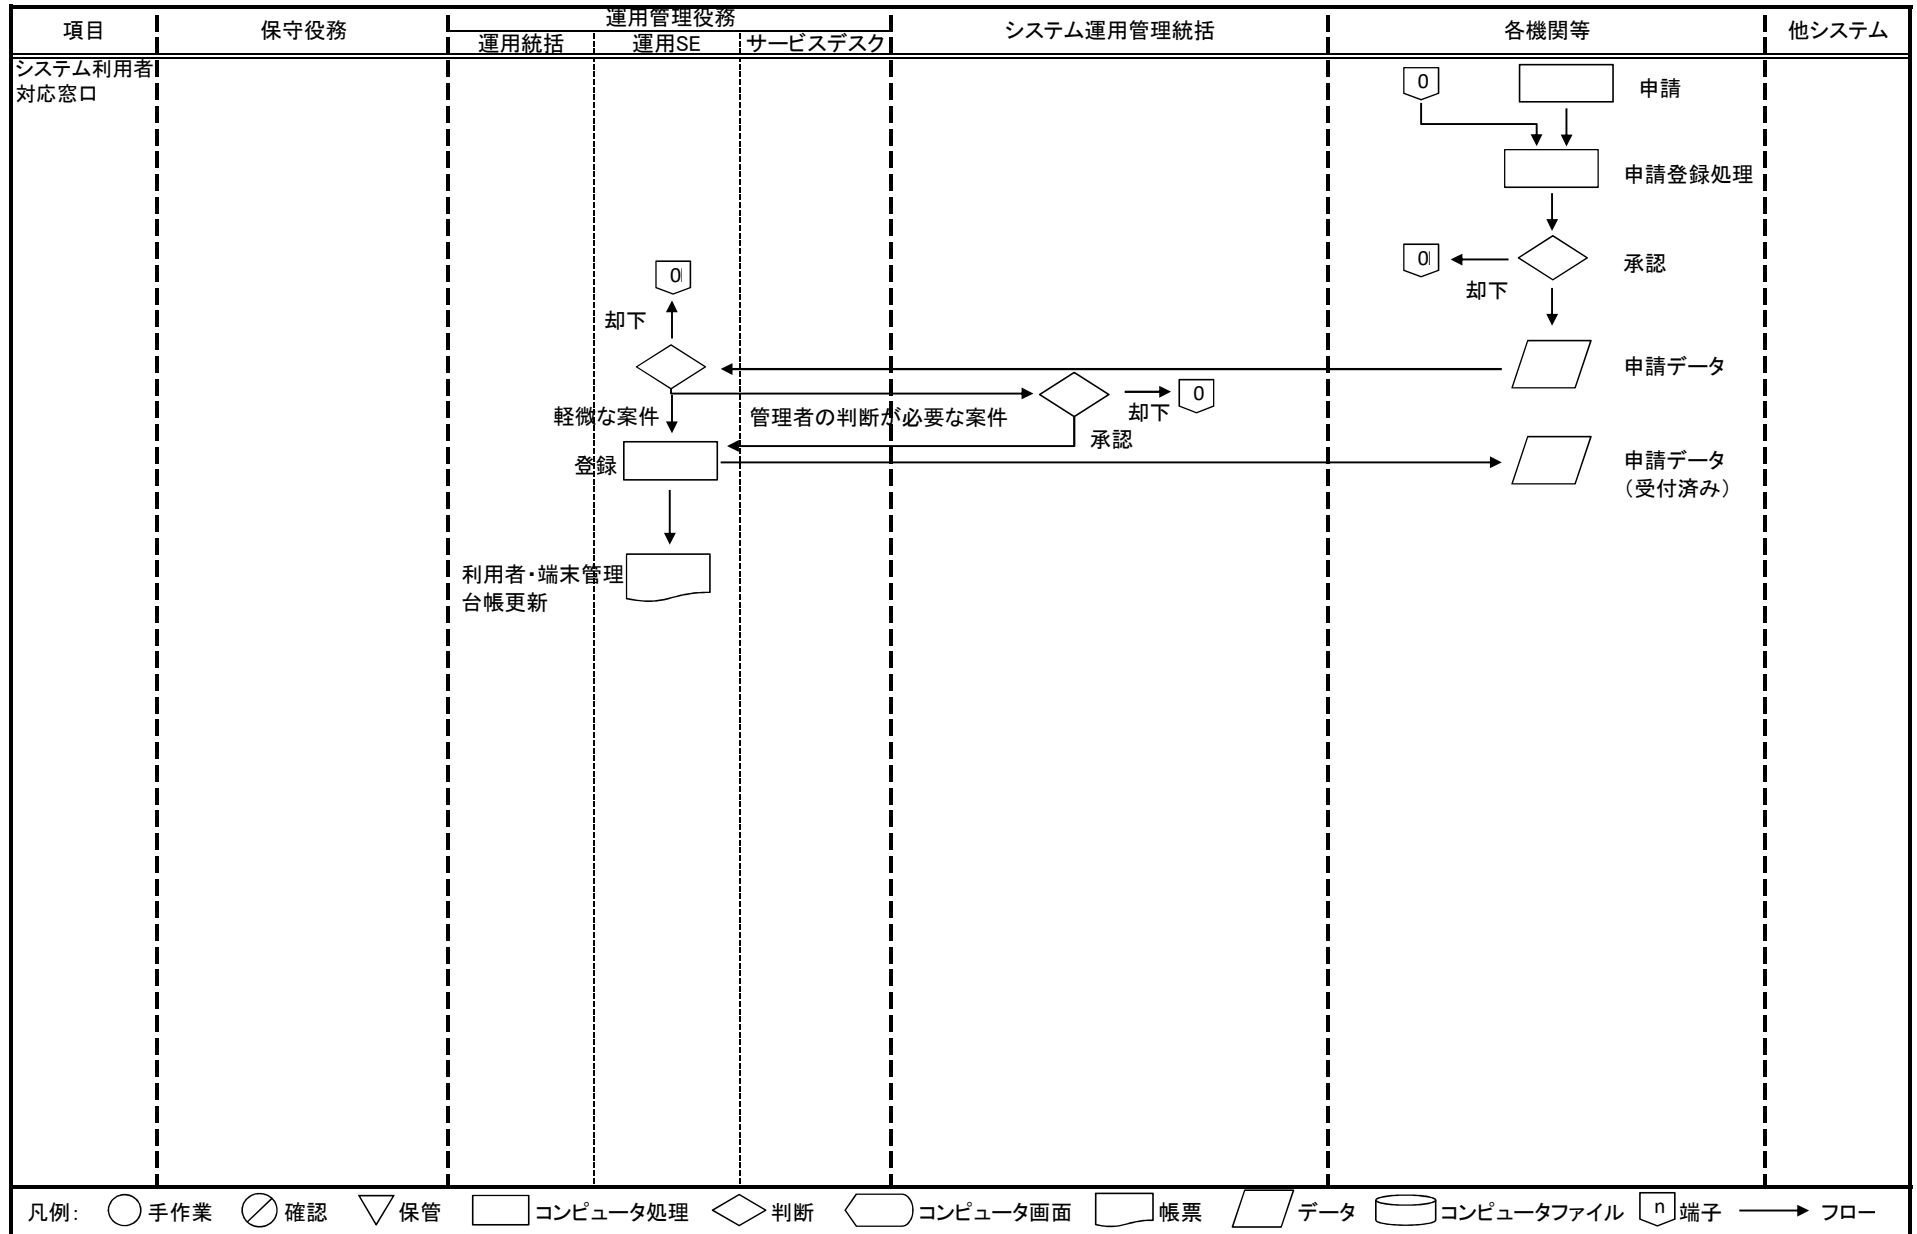 項目
保守役務
運用管理役務
運用統括
運用SE
サービスデスク
システム運用管理統括
各機関等
他システム
システム利用者
対応窓口
0
申請
申請登録処理
0
承認
却下
0
却下
申請データ
0
却下
軽微な案件
管理者の判断が必要な案件
承認
登録
申請データ
（受付済み）
利用者・端末管理
台帳更新
凡例：
手作業
確認
保管
コンピュータ処理
判断
コンピュータ画面
帳票
データ
コンピュータファイル
n
端子
フロー